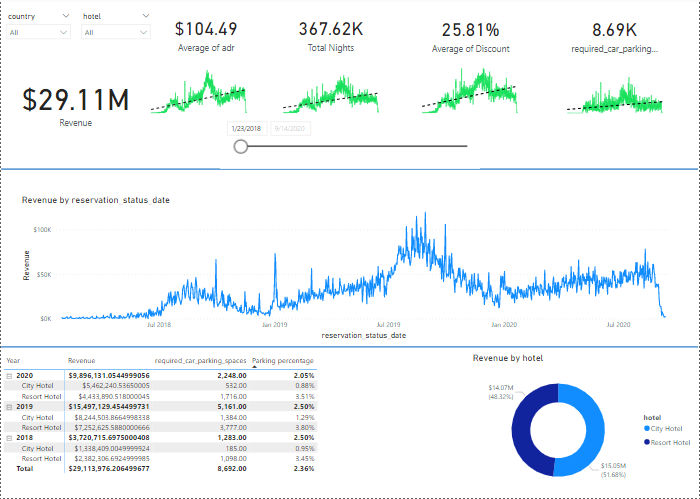 country
hotel
All
All
$104.49
Average of adr
367.62K
Total Nights
25.81%
Average of Discount
8.69K
required_car_parking...
$29.11M
Revenue
1/23/2018
9/14/2020
Revenue by reservation_status_date
$100K
$50K
$0K
Revenue
Jul 2018
Jan 2019
Jul 2019
Jan 2020
Jul 2020
reservation_status_date
Year Revenue required_car_parking_spaces Parking percentage
2020 $9,896,131.0544999056 2,248.00 2.05%
City Hotel $5,462,240.53650005 532.00 0.88%
Resort Hotel $4,433,890.518000045 1,716.00 3.51%
2019 $15,497,129.454499731 5,161.00 2.50%
City Hotel $8,244,503.8664998338 1,384.00 1.29%
Resort Hotel $7,252,625.5880000666 3,777.00 3.80%
2018 $3,720,715.6975000408 1,283.00 2.50%
City Hotel $1,338,409.0049999924 185.00 0.95%
Resort Hotel $2,382,306.6924999985 1,098.00 3.45%
Total $29,113,976.206499677 8,692.00 2.36%
Revenue by hotel
$14.07M
(48.32%)
$15.05M
(51.68%)
hotel
City Hotel
Resort Hotel